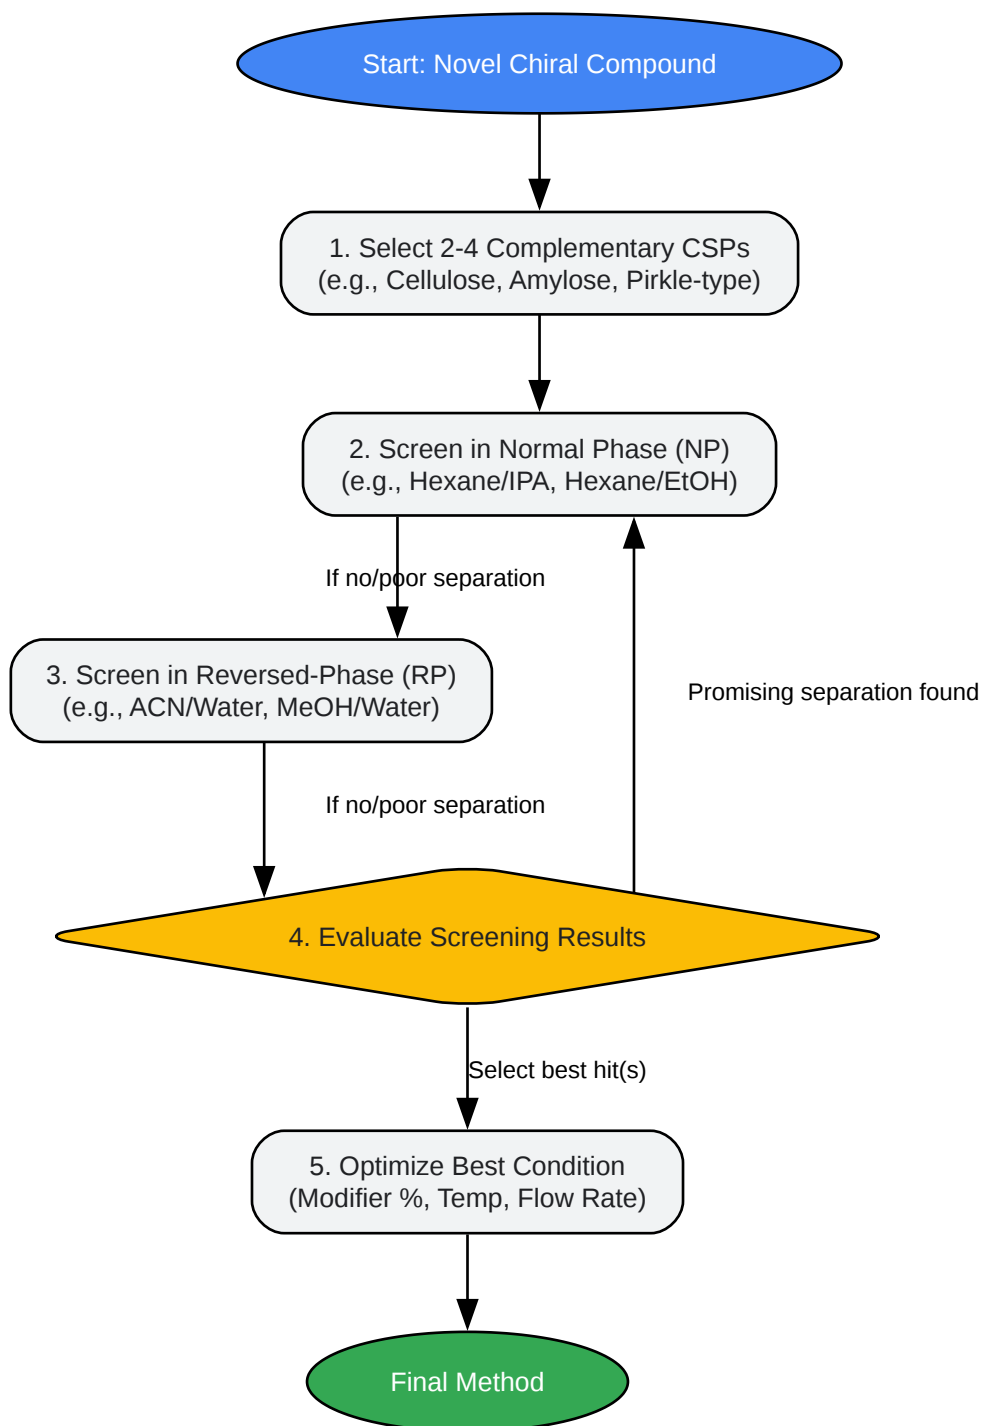 Start: Novel Chiral Compound
1. Select 2-4 Complementary CSPs
(e.g., Cellulose, Amylose, Pirkle-type)
2. Screen in Normal Phase (NP)
(e.g., Hexane/IPA, Hexane/EtOH)
If no/poor separation
3. Screen in Reversed-Phase (RP)
(e.g., ACN/Water, MeOH/Water)
Promising separation found
If no/poor separation
4. Evaluate Screening Results
Select best hit(s)
5. Optimize Best Condition
(Modifier %, Temp, Flow Rate)
Final Method